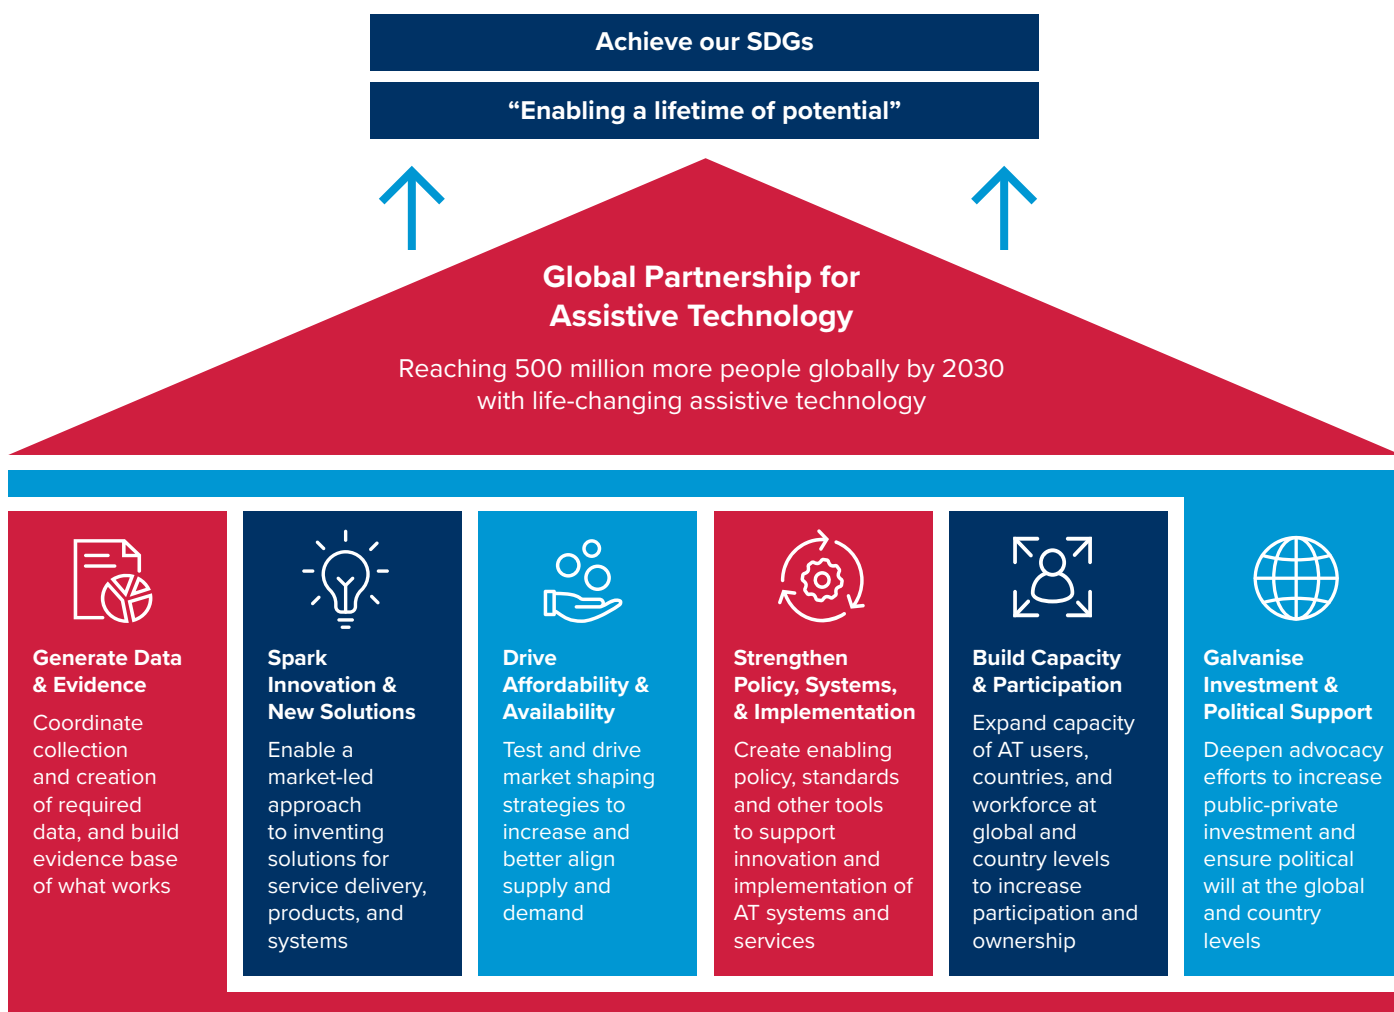 Achieve our SDGs
“Enabling a lifetime of potential”
Global Partnership for
Assistive Technology
Reaching 500 million more people globally by 2030
with life-changing assistive technology
Generate Data
& Evidence
Coordinate
collection
and creation
of required
data, and build
evidence base
of what works
Spark
Innovation &
New Solutions
Enable a
market-led
approach
to inventing
solutions for
service delivery,
products, and
systems
Drive
Affordability &
Availability
Test and drive
market shaping
strategies to
increase and
better align
supply and
demand
Strengthen
Policy, Systems,
& Implementation
Create enabling
policy, standards
and other tools
to support
innovation and
implementation of
AT systems and
services
Build Capacity
& Participation
Expand capacity
of AT users,
countries, and
workforce at
global and
country levels
to increase
participation and
ownership
Galvanise
Investment &
Political Support
Deepen advocacy
efforts to increase
public-private
investment and
ensure political
will at the global
and country
levels